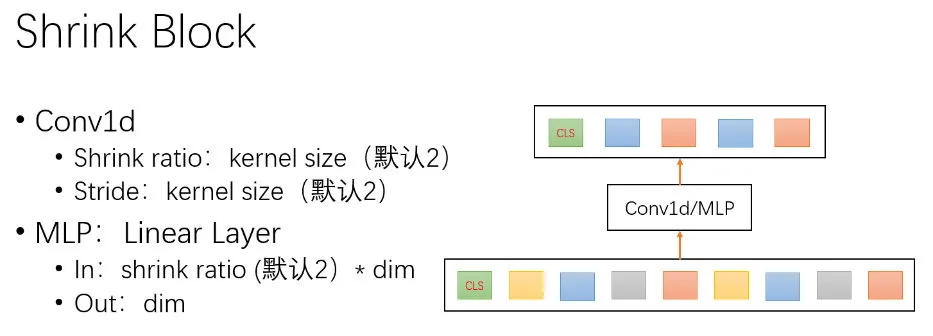 Shrink Block
• Conv1d
• Shrink ratio：kernel size（默认2）
• Stride：kernel size（默认2）
• MLP：Linear Layer
• In：shrink ratio (默认2）* dim
• Out：dim
CLS
Conv1d/MLP
CLS